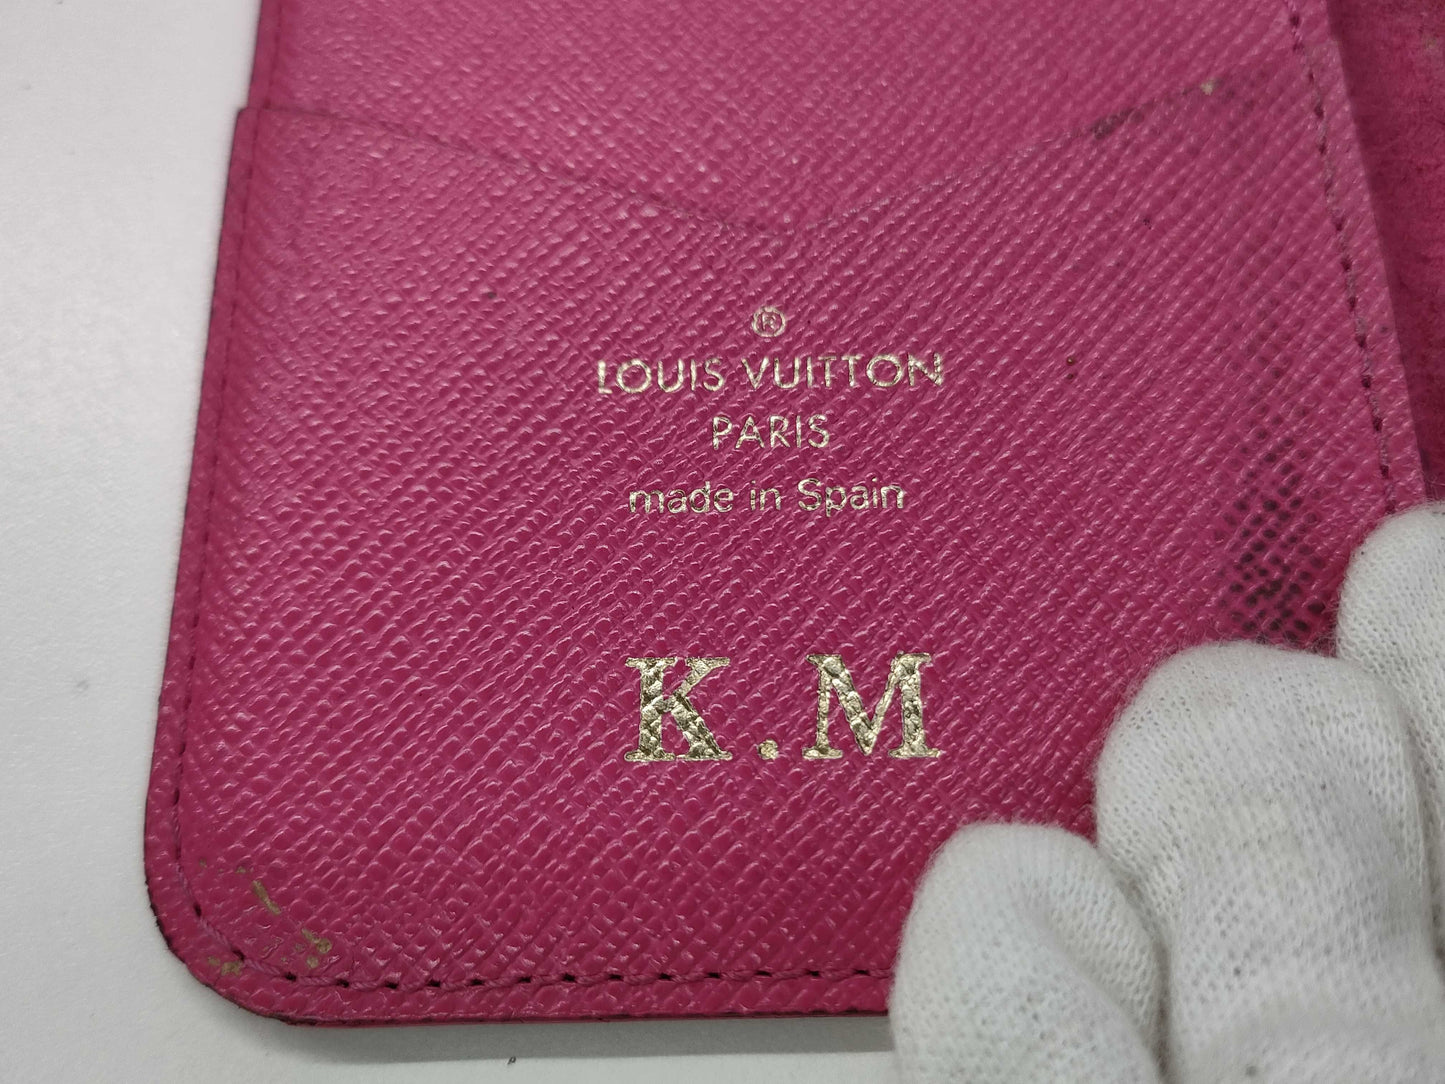 ®
LOUIS VUITTON
PARIS
made in Spain
K.M